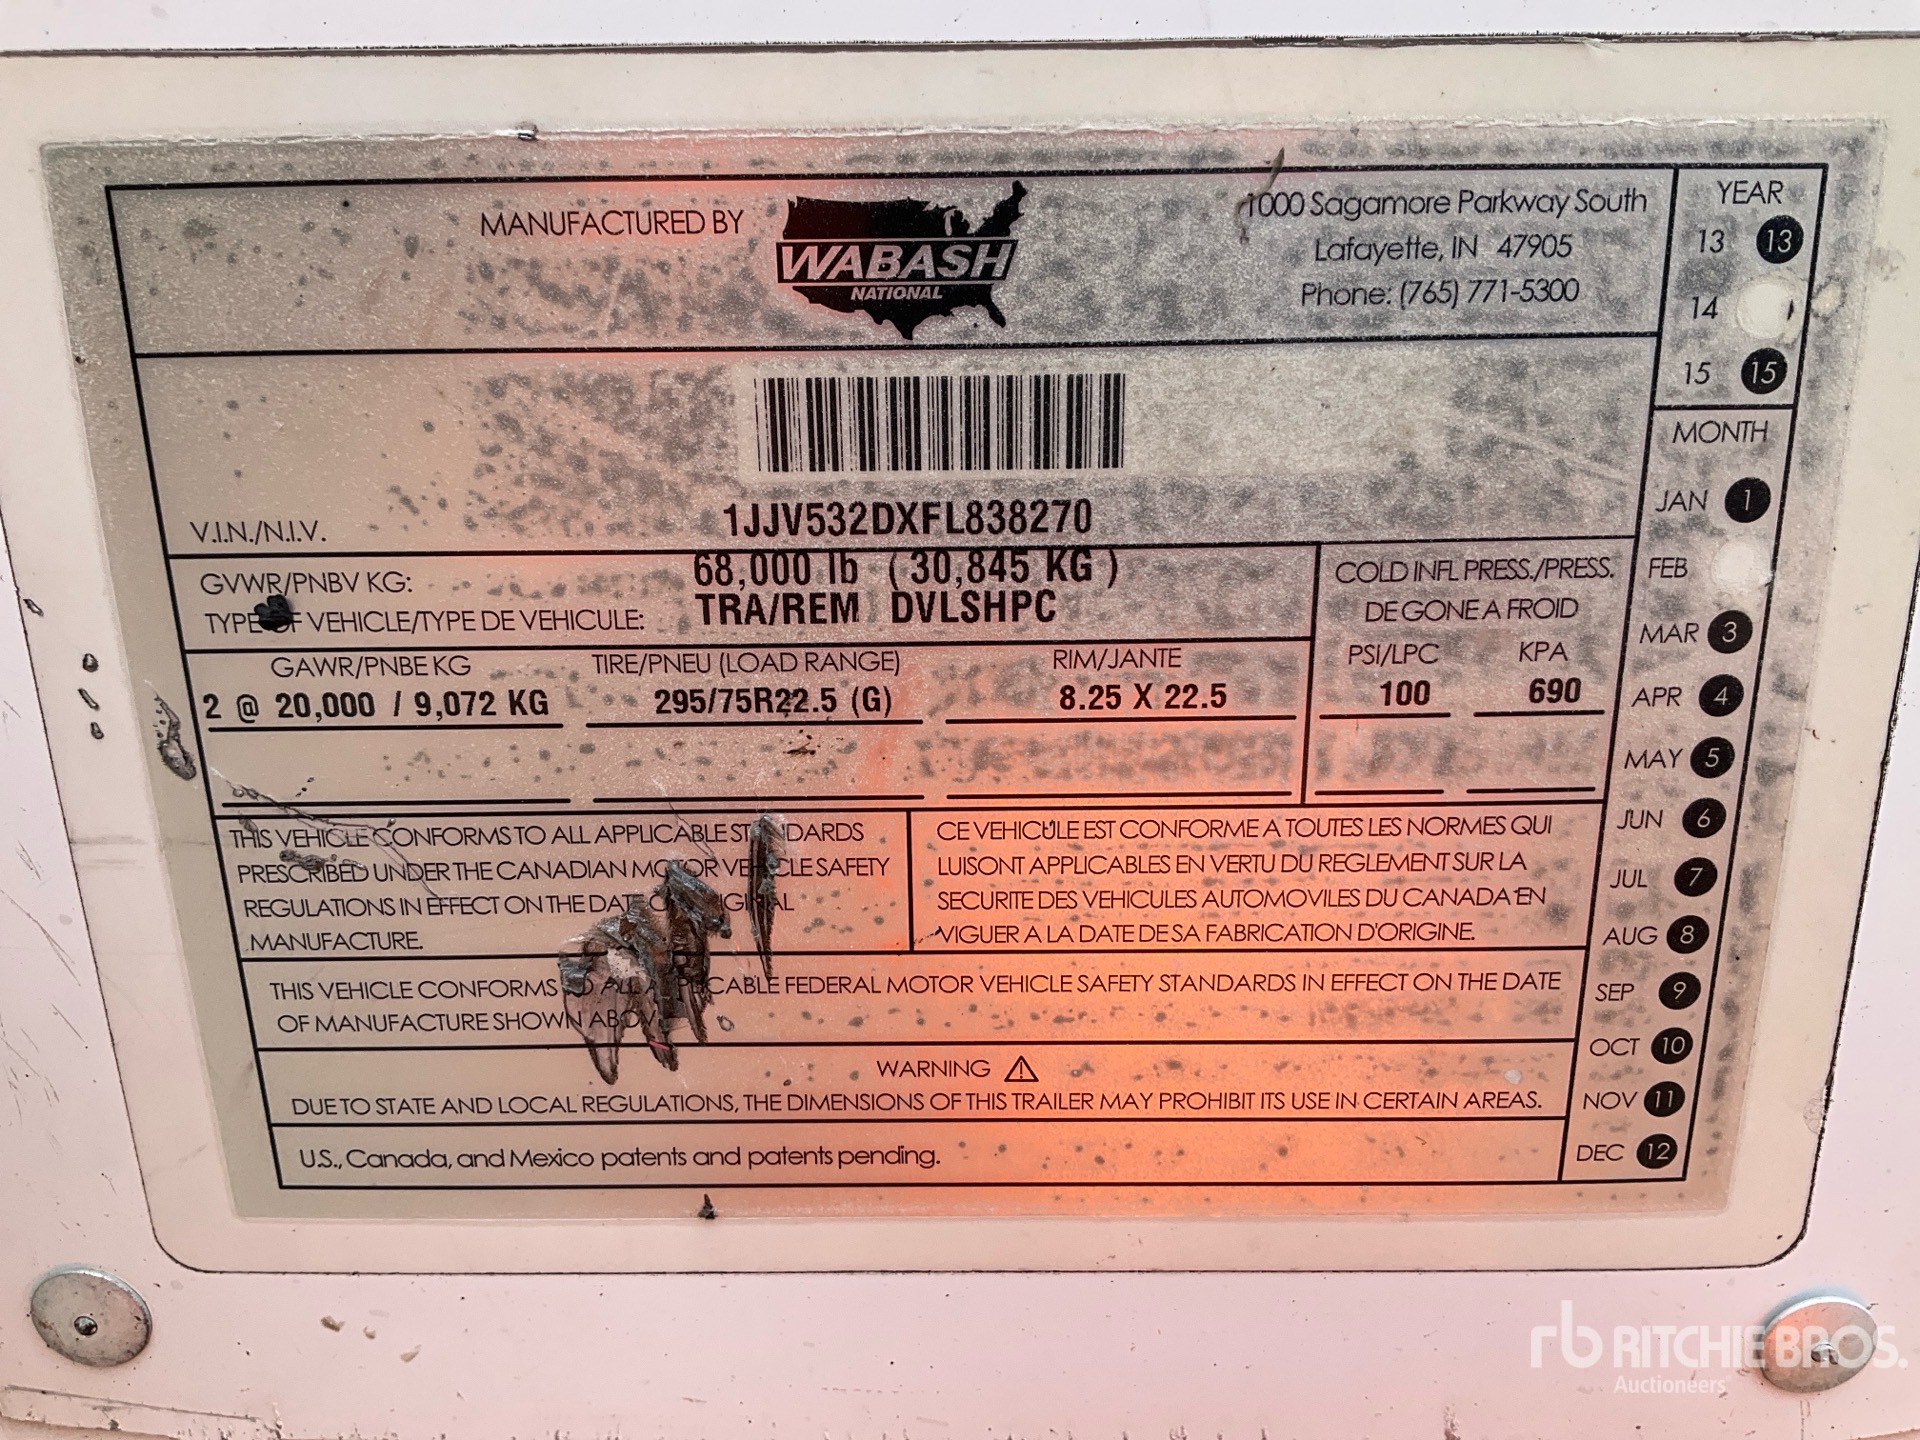 MANUFACTURED BY
WABASH
NATIONAL
1000 Sagamore Parkway South
Lafayette, IN 47905
Phone: (765) 771-5300
YEAR
13 13
14
15 15
V.I.N./N.I.V.
1JJV532DXFL838270
GVWR/PNBV KG: 68,000 lb ( 30,845 KG )
TYPE OF VEHICLE/TYPE DE VEHICULE: TRA/REM DVLSHPC
COLD INFL PRESS./PRESS.
DE GONE A FROID
GAWR/PNBE KG TIRE/PNEU (LOAD RANGE) RIM/JANTE PSI/LPC KPA
2 @ 20,000 / 9,072 KG 295/75R22.5 (G) 8.25 X 22.5 100 690
THIS VEHICLE CONFORMS TO ALL APPLICABLE STANDARDS
PRESCRIBED UNDER THE CANADIAN MOTOR VEHICLE SAFETY
REGULATIONS IN EFFECT ON THE DATE OF ORIGINAL
MANUFACTURE.
CE VEHICULE EST CONFORME A TOUTES LES NORMES QUI
LUISONT APPLICABLES EN VERTU DU REGLEMENT SUR LA
SECURITE DES VEHICULES AUTOMOVILES DU CANADA EN
VIGUER A LA DATE DE SA FABRICATION D'ORIGINE.
THIS VEHICLE CONFORMS TO ALL APPLICABLE FEDERAL MOTOR VEHICLE SAFETY STANDARDS IN EFFECT ON THE DATE
OF MANUFACTURE SHOWN ABOVE
WARNING
DUE TO STATE AND LOCAL REGULATIONS, THE DIMENSIONS OF THIS TRAILER MAY PROHIBIT ITS USE IN CERTAIN AREAS.
U.S., Canada, and Mexico patents and patents pending.
MONTH
JAN 1
FEB
MAR 3
APR 4
MAY 5
JUN 6
JUL 7
AUG 8
SEP 9
OCT 10
NOV 11
DEC 12
rb RITCHIE BROS.
Auctioneers